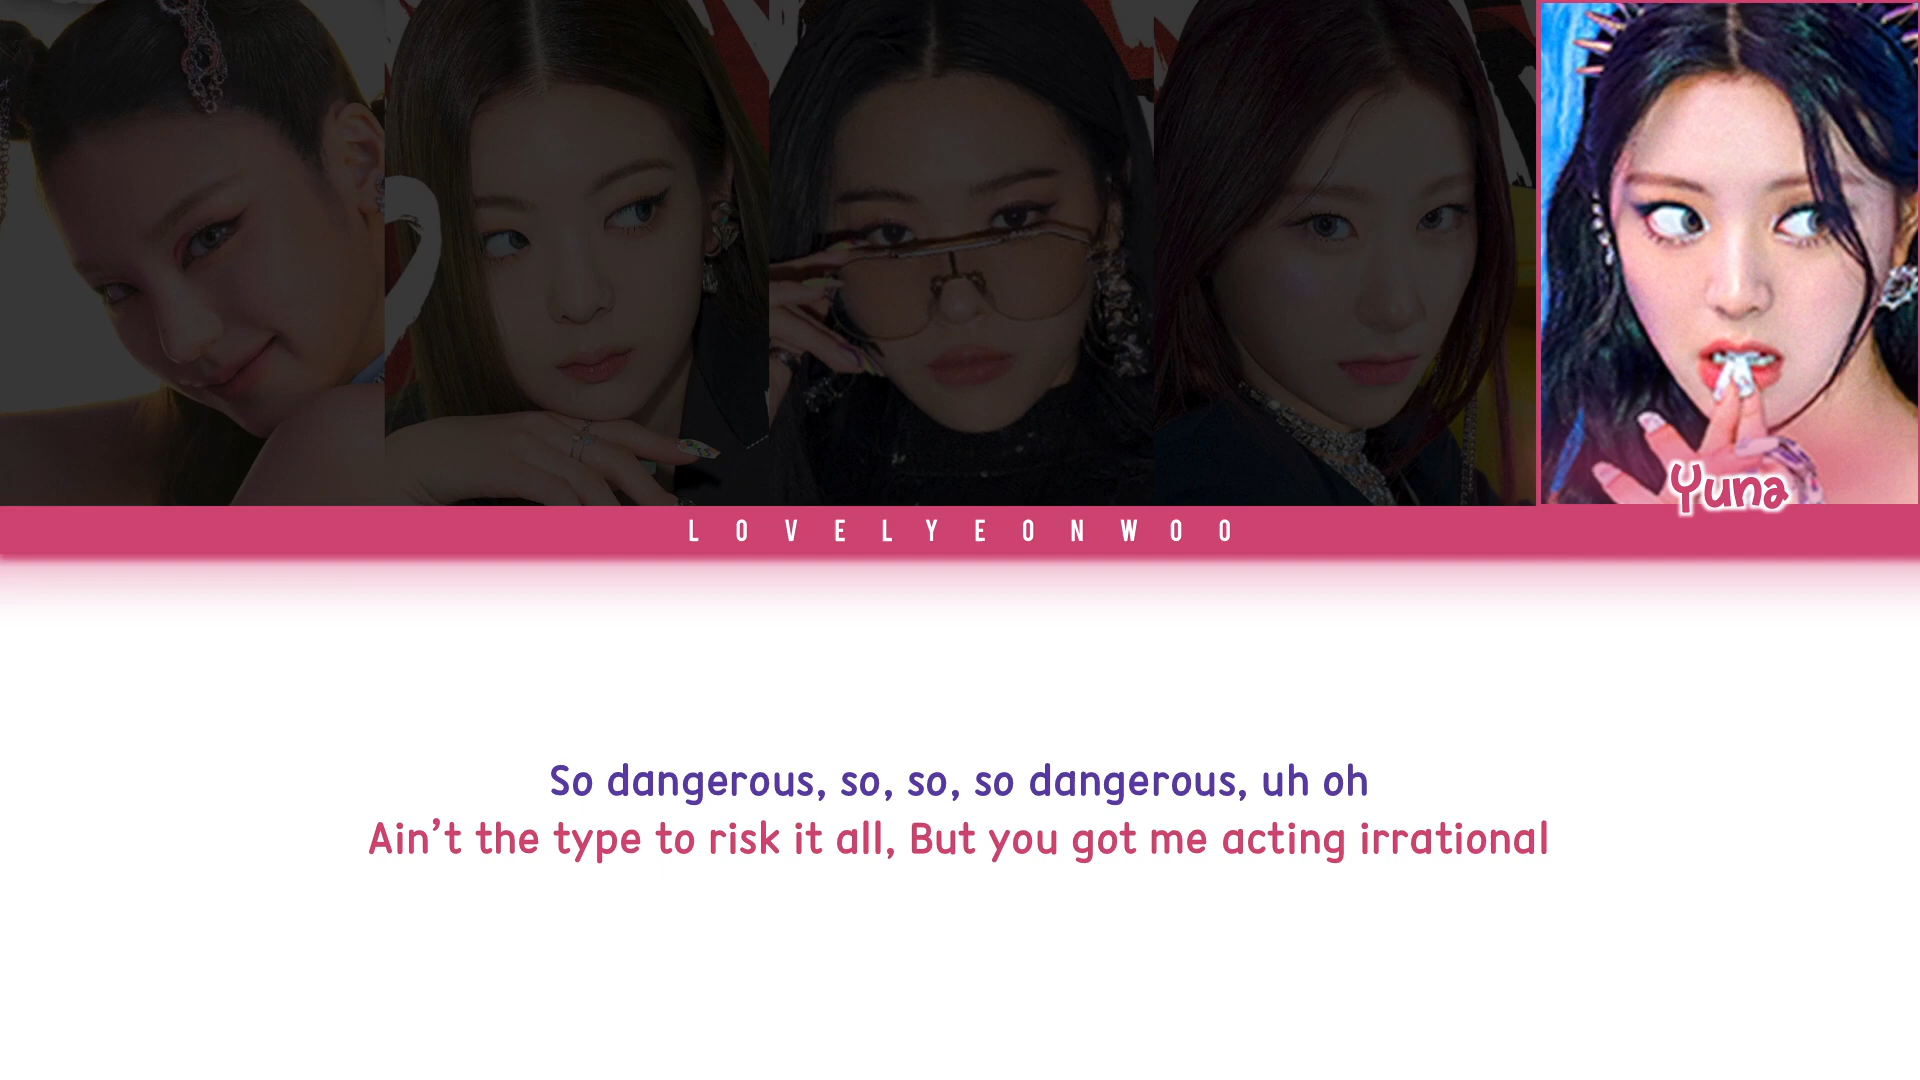 Yuna
LOVELYEONWOO
So dangerous, so, so, so dangerous, uh oh
Ain't the type to risk it all, But you got me acting irrational